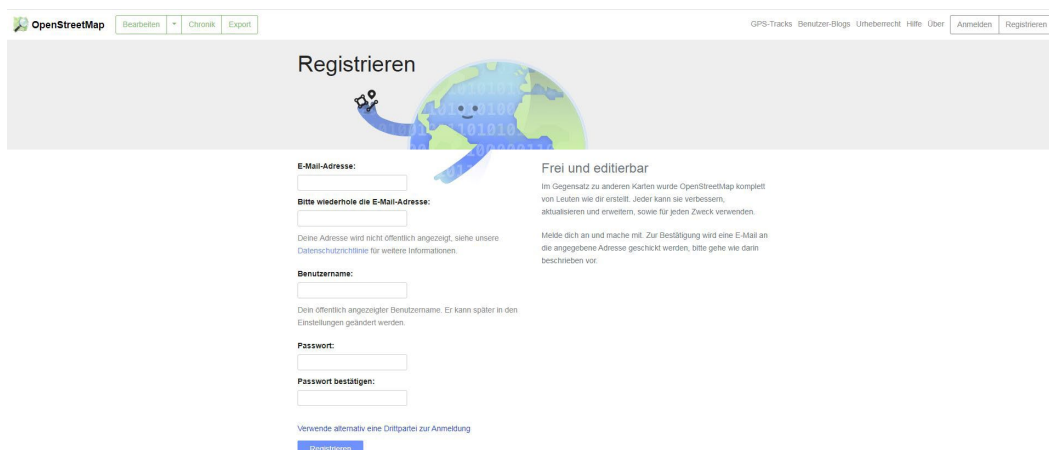 OpenStreetMap Bearbeiten Chronik Export GPS-Tracks Benutzer-Blogs Urheberrecht Hilfe Über Anmelden Registrieren
Registrieren
E-Mail-Adresse:
Bitte wiederhole die E-Mail-Adresse:
Deine Adresse wird nicht öffentlich angezeigt, siehe unsere
Datenschutzrichtlinie für weitere Informationen.
Benutzername:
Dein öffentlich angezeigter Benutzername. Er kann später in den
Einstellungen geändert werden.
Passwort:
Passwort bestätigen:
Verwende alternativ eine Drittpartei zur Anmeldung
Registrieren
Frei und editierbar
Im Gegensatz zu anderen Karten wurde OpenStreetMap komplett
von Leuten wie dir erstellt. Jeder kann sie verbessern,
aktualisieren und erweitern, sowie für jeden Zweck verwenden.
Melde dich an und mache mit. Zur Bestätigung wird eine E-Mail an
die angegebene Adresse geschickt werden, bitte gehe wie darin
beschrieben vor.